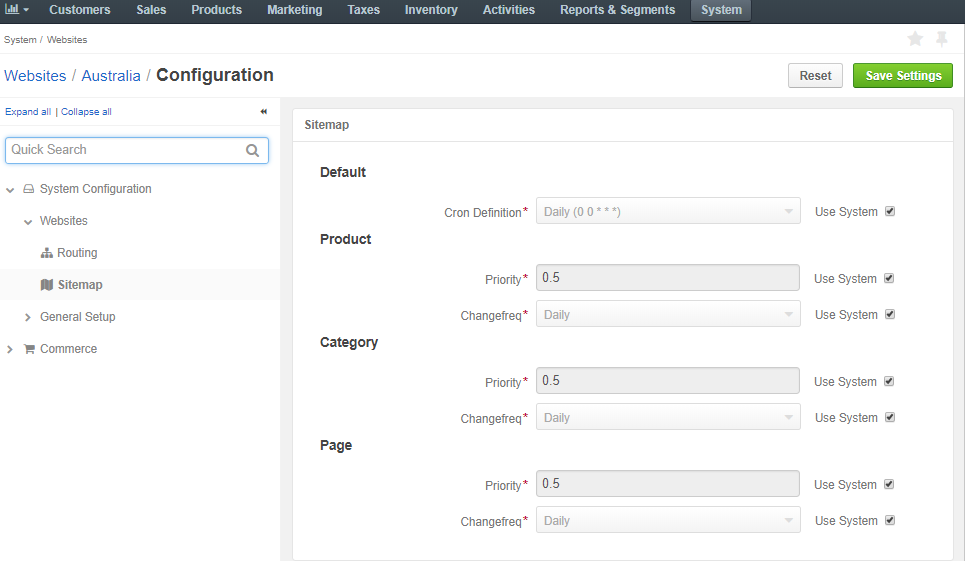 Customers Sales Products Marketing Taxes Inventory Activities Reports & Segments System
System / Websites
Websites / Australia / Configuration
Reset Save Settings
Expand all | Collapse all
Quick Search
System Configuration
Websites
Routing
Sitemap
General Setup
Commerce
Sitemap
Default
Cron Definition* Daily (0 0 * * *) Use System
Product
Priority* 0.5 Use System
Changefreq* Daily Use System
Category
Priority* 0.5 Use System
Changefreq* Daily Use System
Page
Priority* 0.5 Use System
Changefreq* Daily Use System